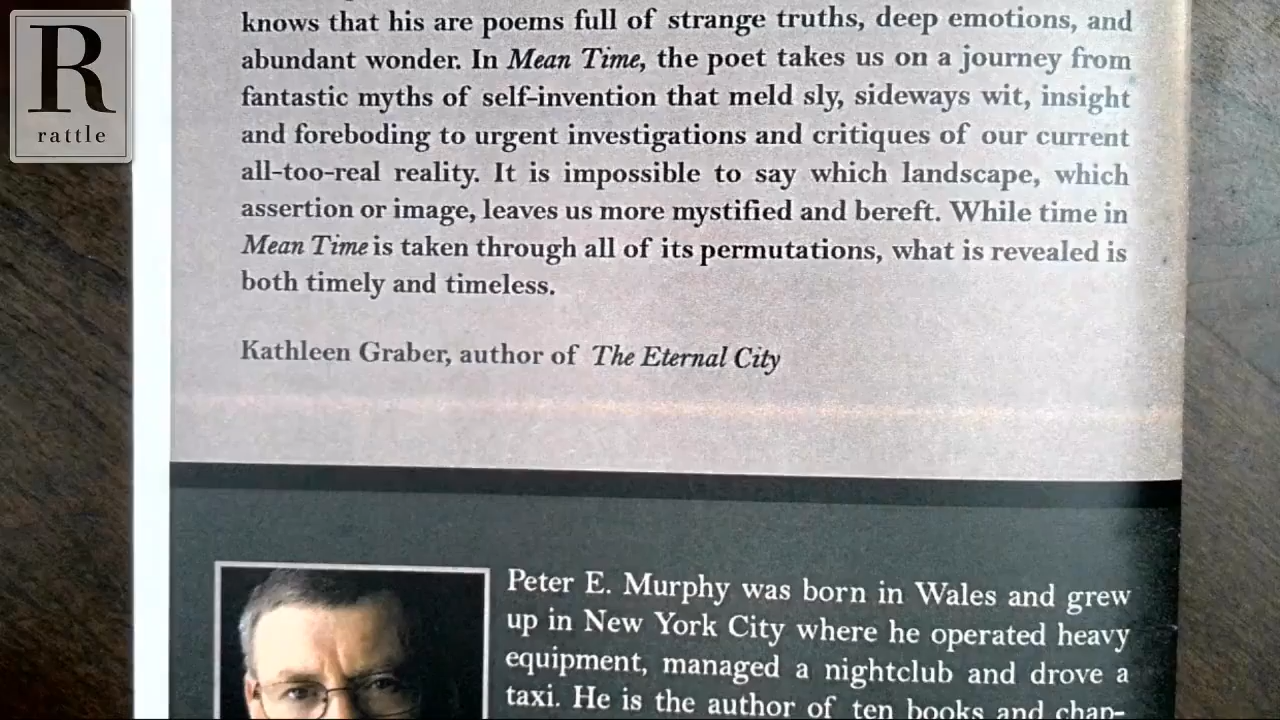 R
rattle
knows that his are poems full of strange truths, deep emotions, and
abundant wonder. In Mean Time, the poet takes us on a journey from
fantastic myths of self-invention that meld sly, sideways wit, insight
and foreboding to urgent investigations and critiques of our current
all-too-real reality. It is impossible to say which landscape, which
assertion or image, leaves us more mystified and bereft. While time in
Mean Time is taken through all of its permutations, what is revealed is
both timely and timeless.
Kathleen Graber, author of The Eternal City
Peter E. Murphy was born in Wales and grew
up in New York City where he operated heavy
equipment, managed a nightclub and drove a
taxi. He is the author of ten books and chap-